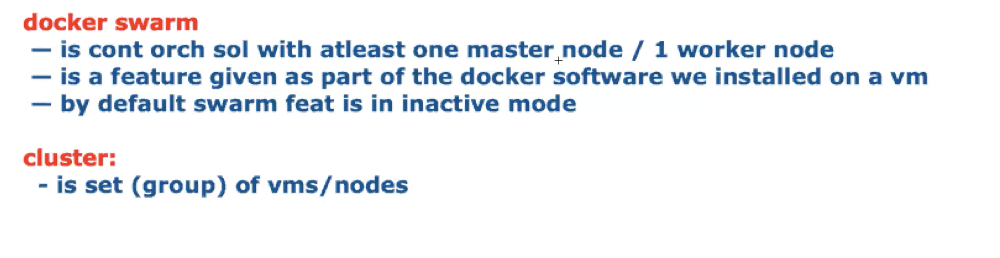 docker swarm
— is cont orch sol with atleast one master node / 1 worker node
— is a feature given as part of the docker software we installed on a vm
— by default swarm feat is in inactive mode
cluster:
- is set (group) of vms/nodes